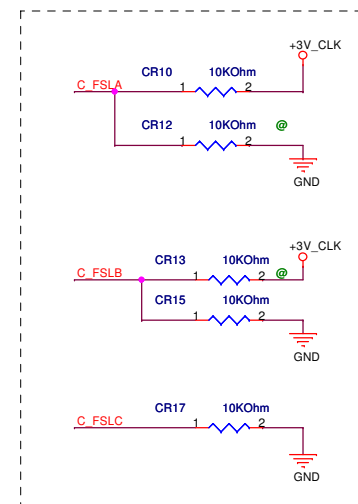 +3V_CLK
CR10 10KOhm
C_FSLA 1 2
CR12 10KOhm @
1 2
GND
+3V_CLK
CR13 10KOhm
C_FSLB 1 2 @
CR15 10KOhm
1 2
GND
CR17 10KOhm
C_FSLC 1 2
GND